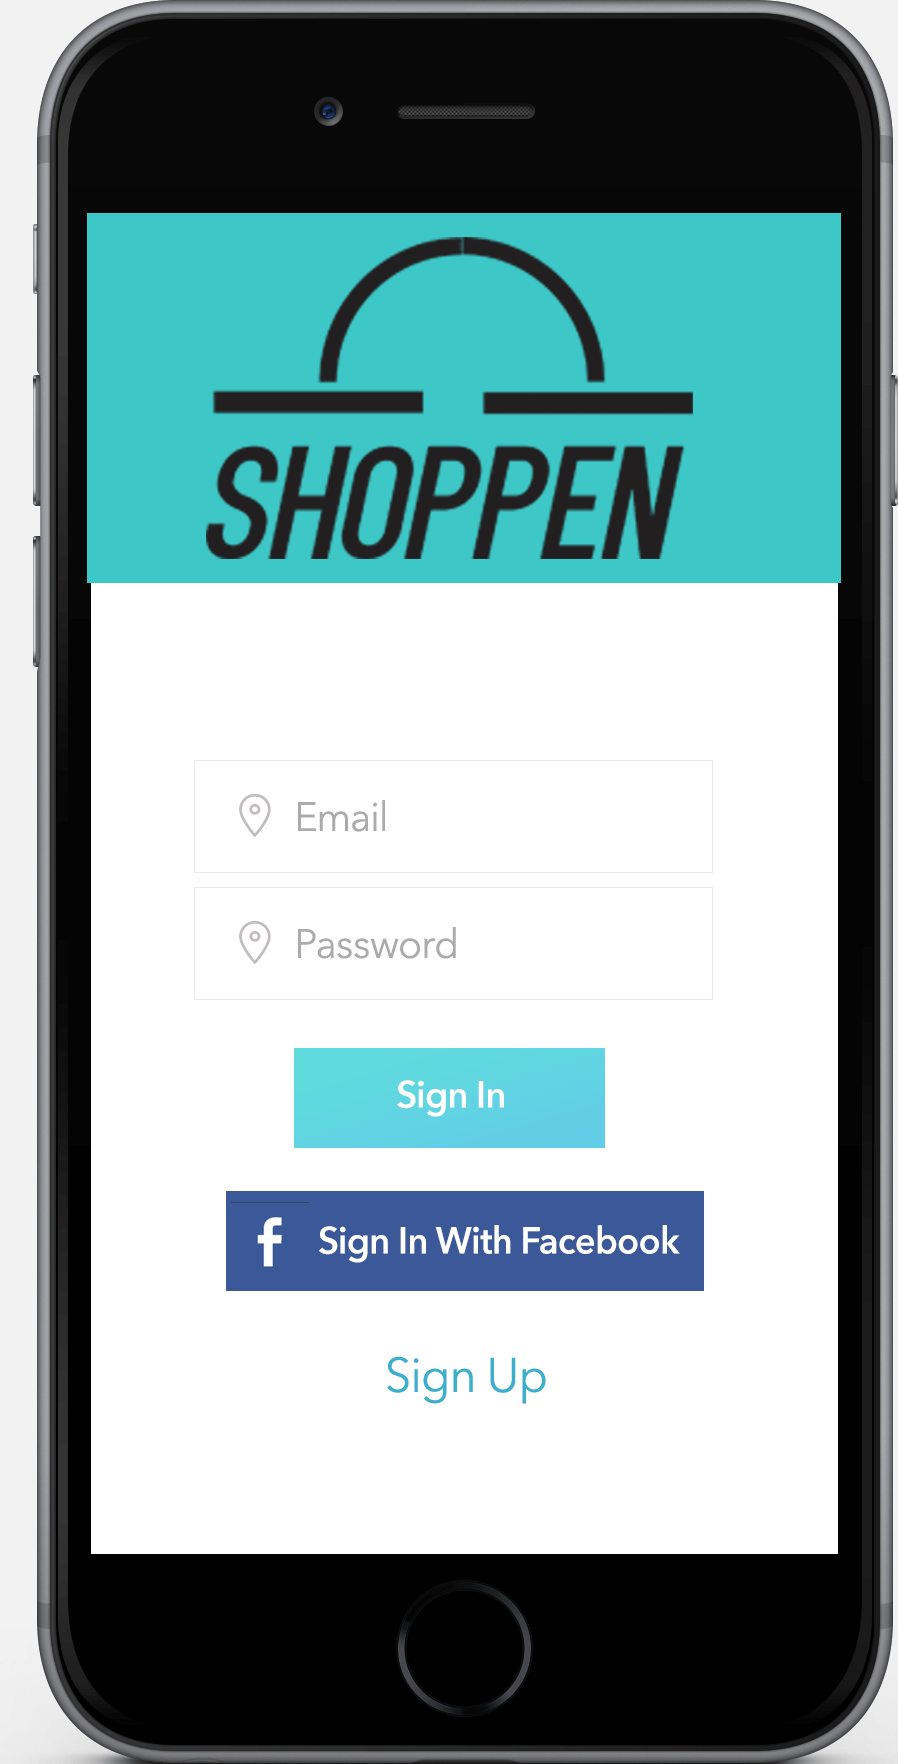 SHOPPEN
Email
Password
Sign In
f Sign In With Facebook
Sign Up